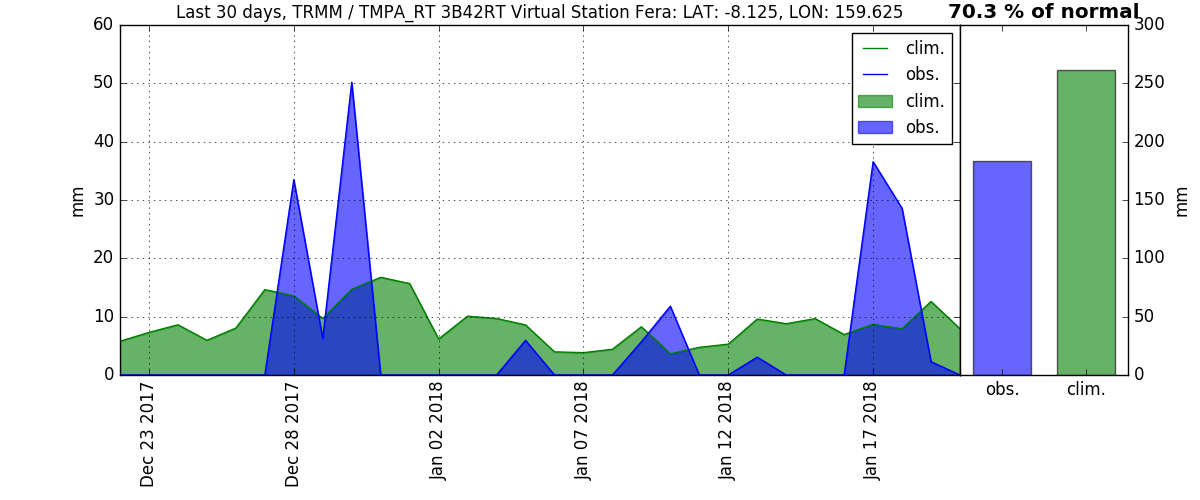 Last 30 days, TRMM / TMPA_RT 3B42RT Virtual Station Fera: LAT: -8.125, LON: 159.625
70.3 % of normal
60
50
40
30
20
10
0
mm
clim.
obs.
clim.
obs.
300
250
200
150
100
50
0
mm
obs.
clim.
Dec 23 2017
Dec 28 2017
Jan 02 2018
Jan 07 2018
Jan 12 2018
Jan 17 2018